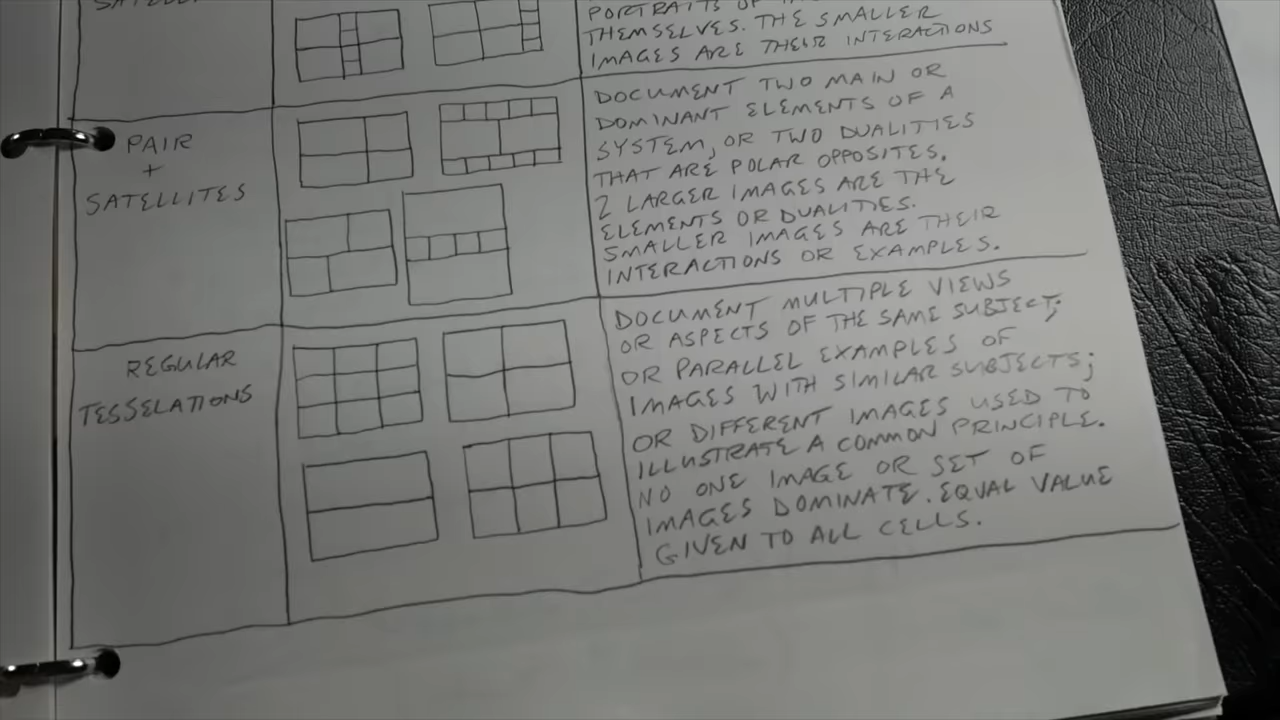 SATELLI
PORTRAITS OF
THEMSELVES. THE SMALLER
IMAGES ARE THEIR INTERACTIONS
PAIR
+
SATELLITES
DOCUMENT TWO MAIN OR
DOMINANT ELEMENTS OF A
SYSTEM, OR TWO DUALITIES
THAT ARE POLAR OPPOSITES.
2 LARGER IMAGES ARE THE
ELEMENTS OR DUALITIES.
SMALLER IMAGES ARE THEIR
INTERACTIONS OR EXAMPLES.
REGULAR
TESSELATIONS
DOCUMENT MULTIPLE VIEWS
OR ASPECTS OF THE SAME SUBJECT;
OR PARALLEL EXAMPLES OF
IMAGES WITH SIMILAR SUBJECTS;
OR DIFFERENT IMAGES USED TO
ILLUSTRATE A COMMON PRINCIPLE.
NO ONE IMAGE OR SET OF
IMAGES DOMINATE. EQUAL VALUE
GIVEN TO ALL CELLS.